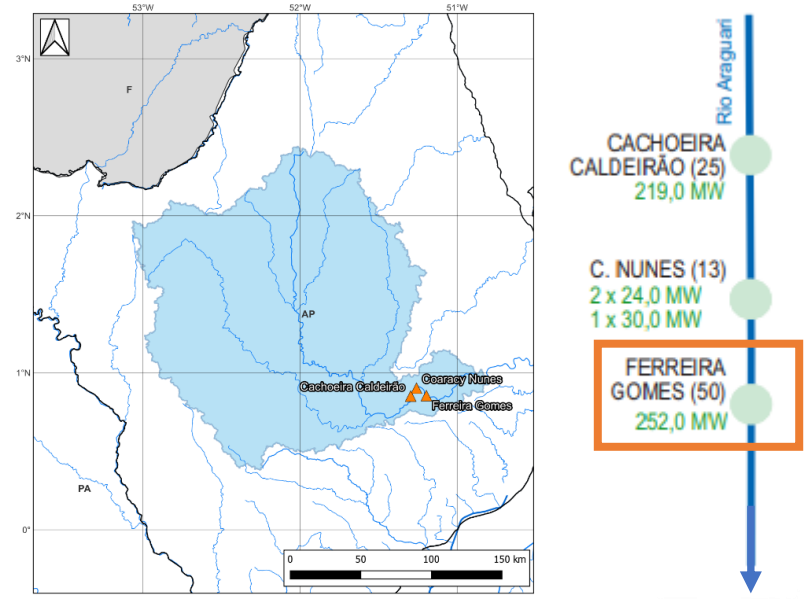 53°W
52°W
51°W
3°N
2°N
1°N
0°
F
AP
PA
Cachoeira Caldeirão
Coaracy Nunes
Ferreira Gomes
0 50 100 150 km
Rio Araguari
CACHOEIRA
CALDEIRÃO (25)
219,0 MW
C. NUNES (13)
2 x 24,0 MW
1 x 30,0 MW
FERREIRA
GOMES (50)
252,0 MW